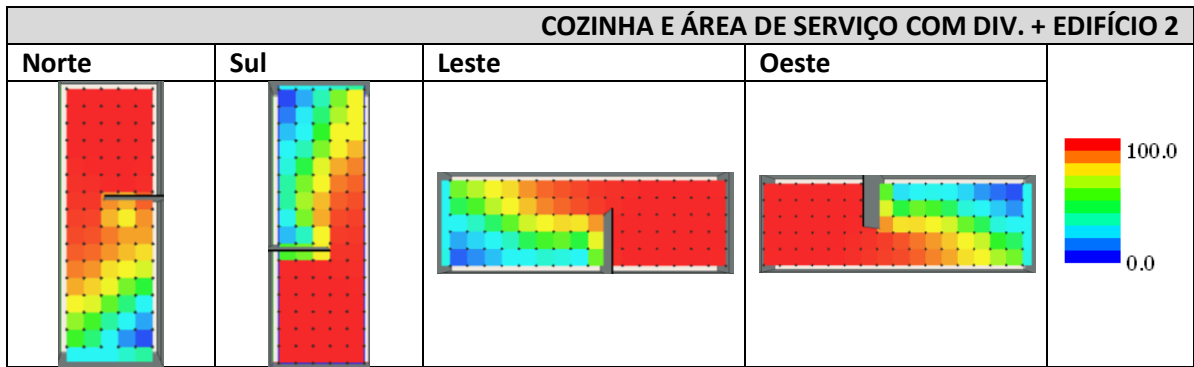 COZINHA E ÁREA DE SERVIÇO COM DIV. + EDIFÍCIO 2
Norte Sul Leste Oeste
100.0
0.0